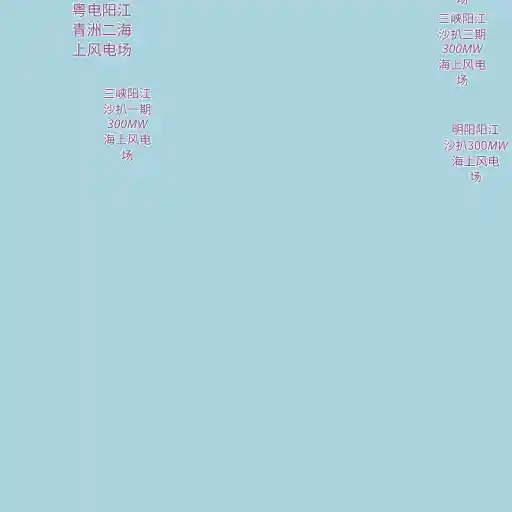 粤电阳江
青洲二海
上风电场
三峡阳江
沙扒一期
300MW
海上风电
场
场
三峡阳江
沙扒三期
300MW
海上风电
场
明阳阳江
沙扒300MW
海上风电
场